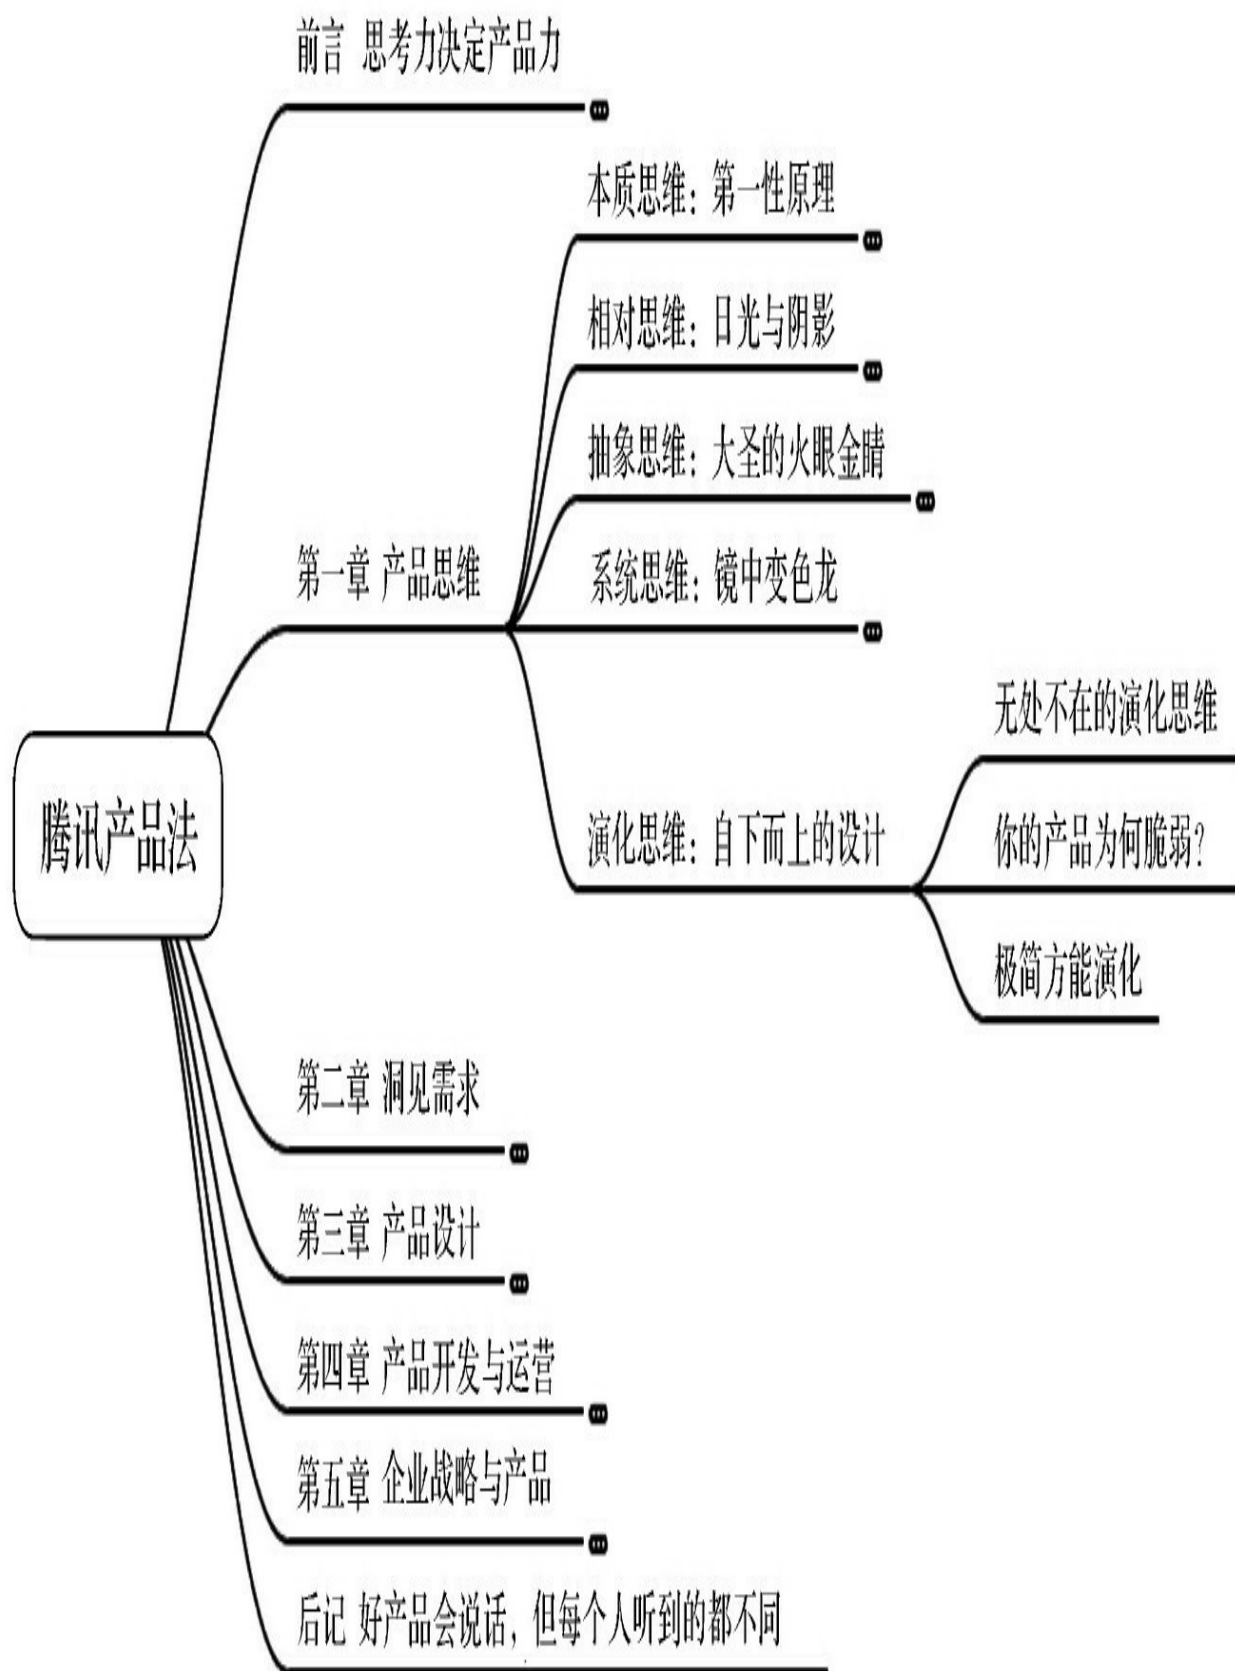 前言 思考力决定产品力
本质思维：第一性原理
相对思维：日光与阴影
抽象思维：大圣的火眼金睛
第一章 产品思维
系统思维：镜中变色龙
无处不在的演化思维
腾讯产品法
演化思维：自下而上的设计
你的产品为何脆弱？
极简方能演化
第二章 洞见需求
第三章 产品设计
第四章 产品开发与运营
第五章 企业战略与产品
后记 好产品会说话，但每个人听到的都不同